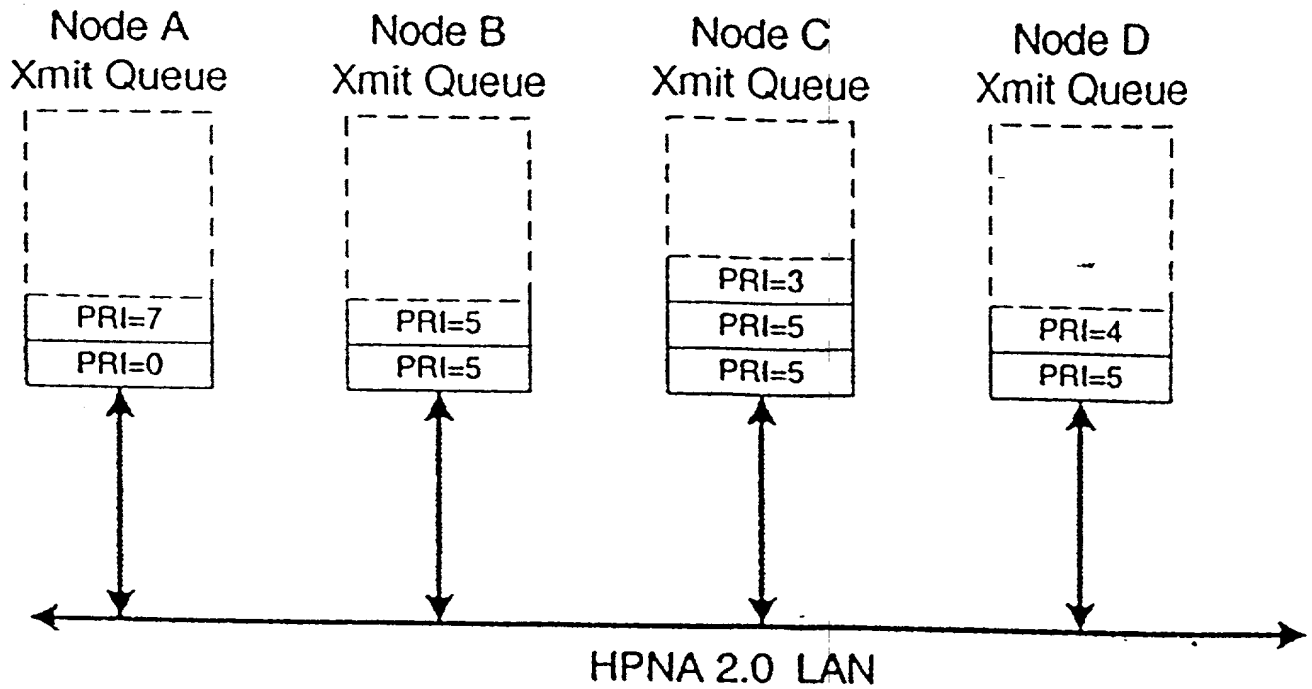 Node A
Xmit Queue
PRI=7
PRI=0
Node B
Xmit Queue
PRI=5
PRI=5
Node C
Xmit Queue
PRI=3
PRI=5
PRI=5
Node D
Xmit Queue
PRI=4
PRI=5
HPNA 2.0 LAN